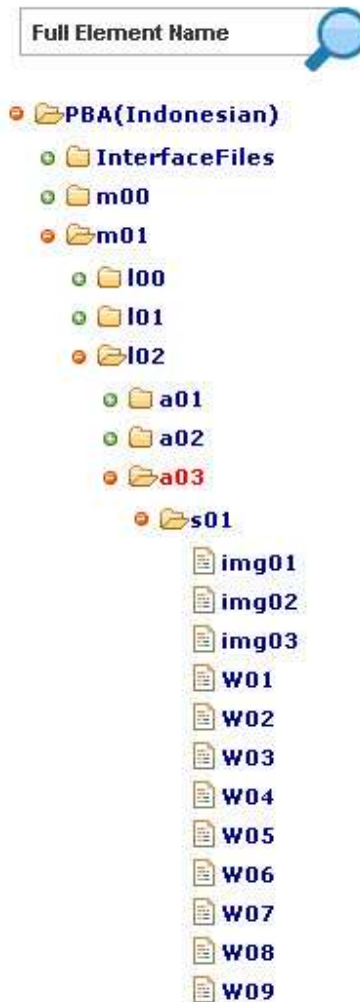 Full Element Name
PBA(Indonesian)
InterfaceFiles
m00
m01
l00
l01
l02
a01
a02
a03
s01
img01
img02
img03
W01
W02
W03
W04
W05
W06
W07
W08
W09